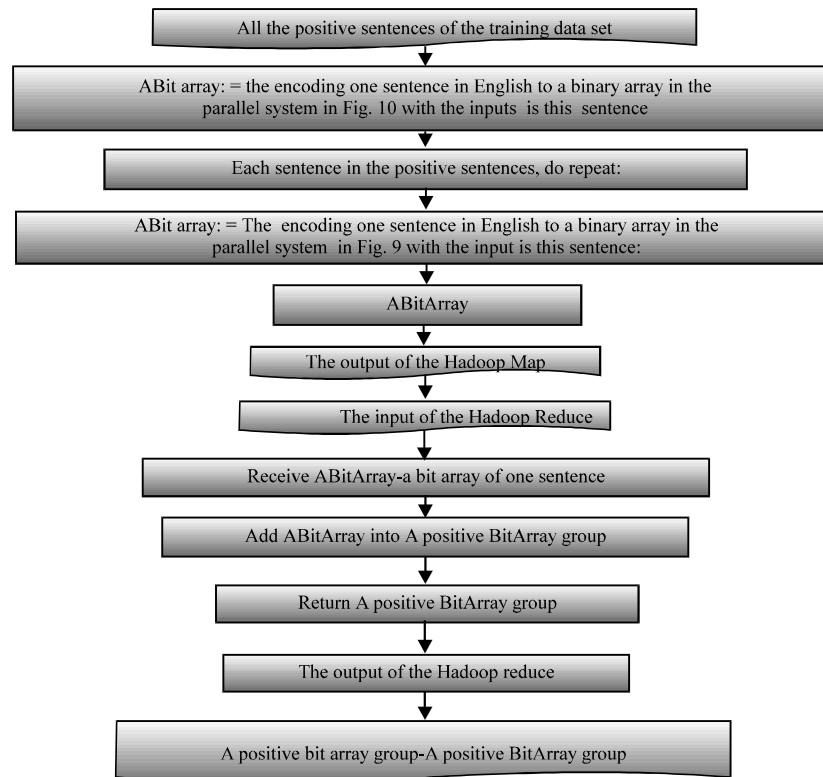 All the positive sentences of the training data set
ABit array: = the encoding one sentence in English to a binary array in the
parallel system in Fig. 10 with the inputs is this sentence
Each sentence in the positive sentences, do repeat:
ABit array: = The encoding one sentence in English to a binary array in the
parallel system in Fig. 9 with the input is this sentence:
ABitArray
The output of the Hadoop Map
The input of the Hadoop Reduce
Receive ABitArray-a bit array of one sentence
Add ABitArray into A positive BitArray group
Return A positive BitArray group
The output of the Hadoop reduce
A positive bit array group-A positive BitArray group